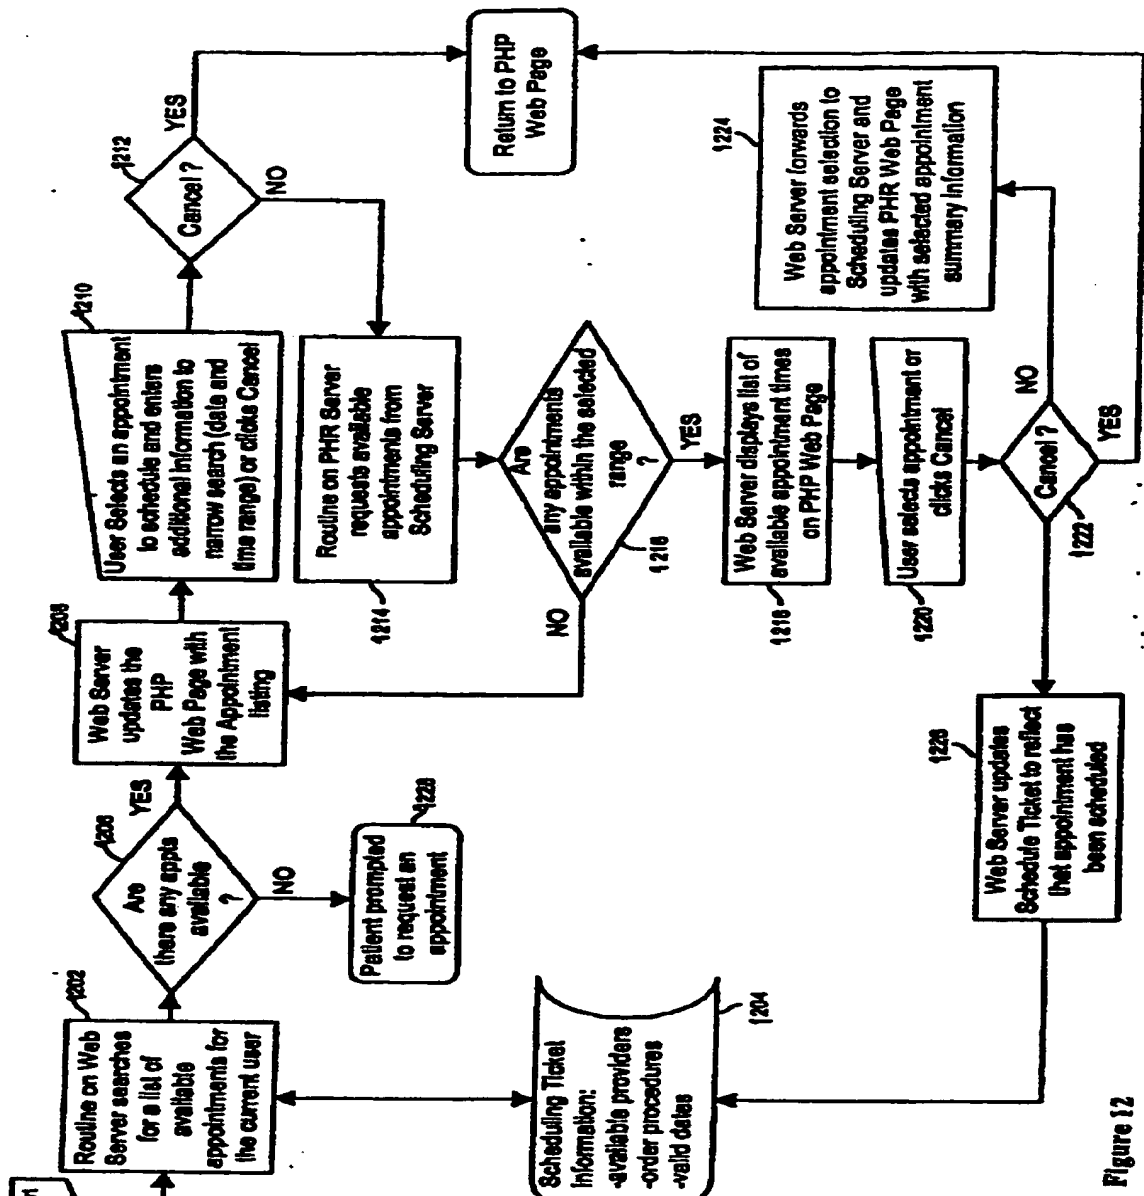 1202
Routine on Web
Server searches
for a list of
available
appointments for
the current user
1206
Are
there any appts
available
?
YES
NO
1228
Patient prompted
to request an
appointment
1208
Web Server
updates the
PHP
Web Page with
the Appointment
listing
1210
User Selects an appointment
to schedule and enters
additional information to
narrow search (date and
time range) or clicks Cancel
1212
Cancel ?
YES
NO
Return to PHP
Web Page
Routine on PHR Server
requests available
appointments from
Scheduling Server
1214
Are
any appointments
available within the selected
range
?
1216
NO
YES
Web Server displays list of
available appointment times
on PHP Web Page
1218
User selects appointment or
clicks Cancel
1220
Cancel ?
1222
NO
YES
1224
Web Server forwards
appointment selection to
Scheduling Server and
updates PHR Web Page
with selected appointment
summary information
1226
Web Server updates
Schedule Ticket to reflect
that appointment has
been scheduled
Scheduling Ticket
Information:
-available providers
-order procedures
-valid dates
1204
Figure 12